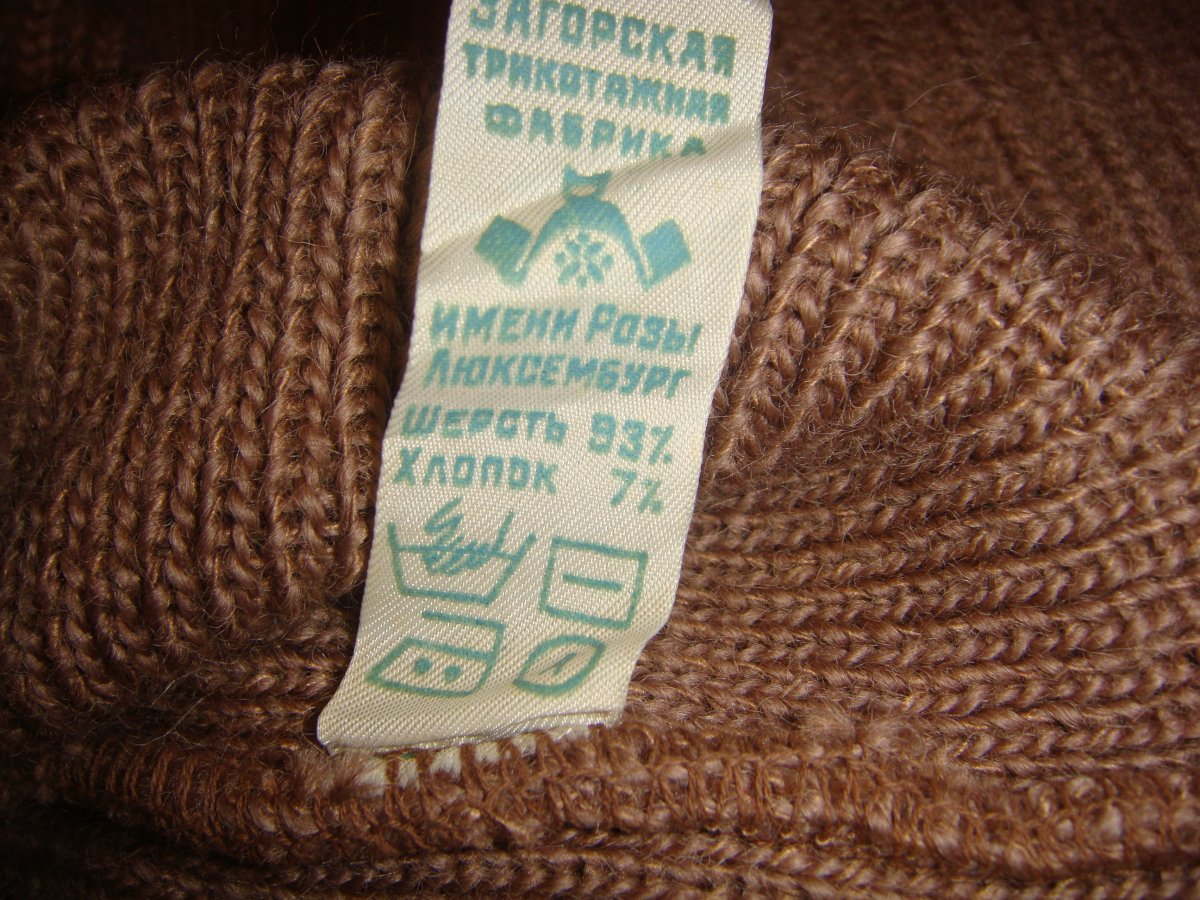 ЗАГОРСКАЯ
ТРИКОТАЖНАЯ
ФАБРИКА
ИМЕНИ РОЗЫ
ЛЮКСЕМБУРГ
ШЕРСТЬ 93%
ХЛОПОК 7%